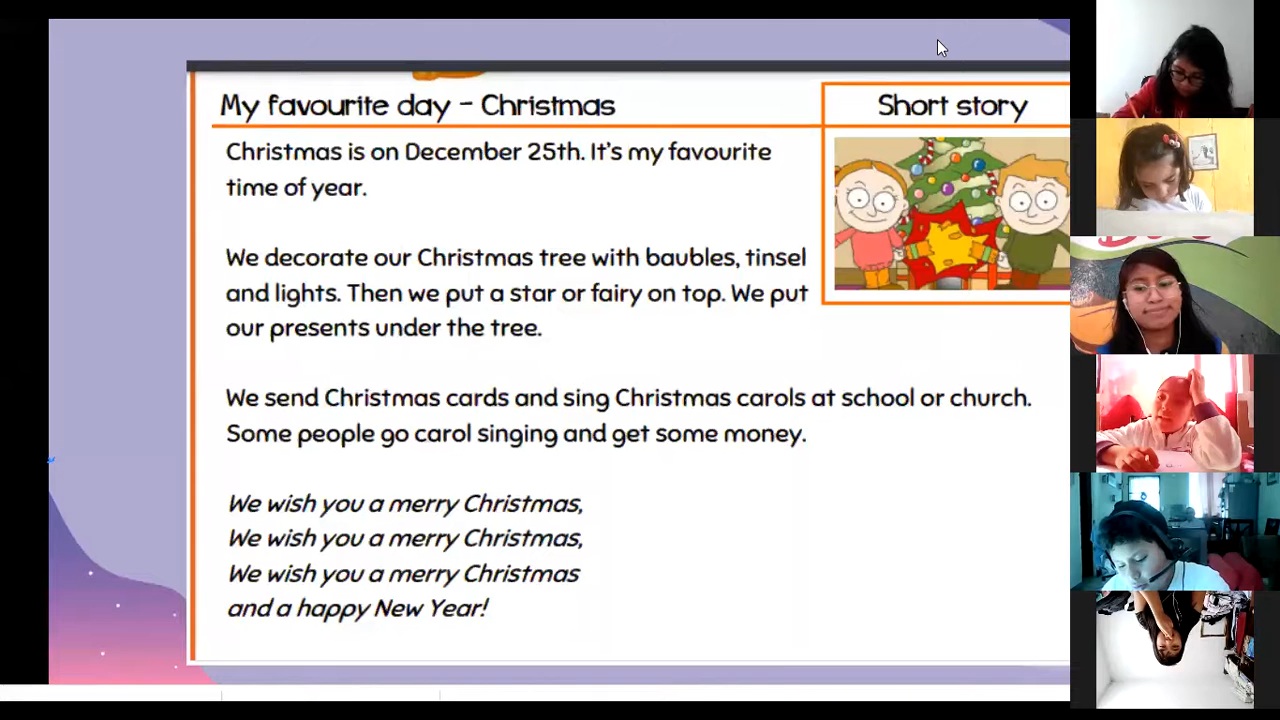 My favourite day - Christmas
Short story
Christmas is on December 25th. It's my favourite
time of year.
We decorate our Christmas tree with baubles, tinsel
and lights. Then we put a star or fairy on top. We put
our presents under the tree.
We send Christmas cards and sing Christmas carols at school or church.
Some people go carol singing and get some money.
We wish you a merry Christmas,
We wish you a merry Christmas,
We wish you a merry Christmas
and a happy New Year!